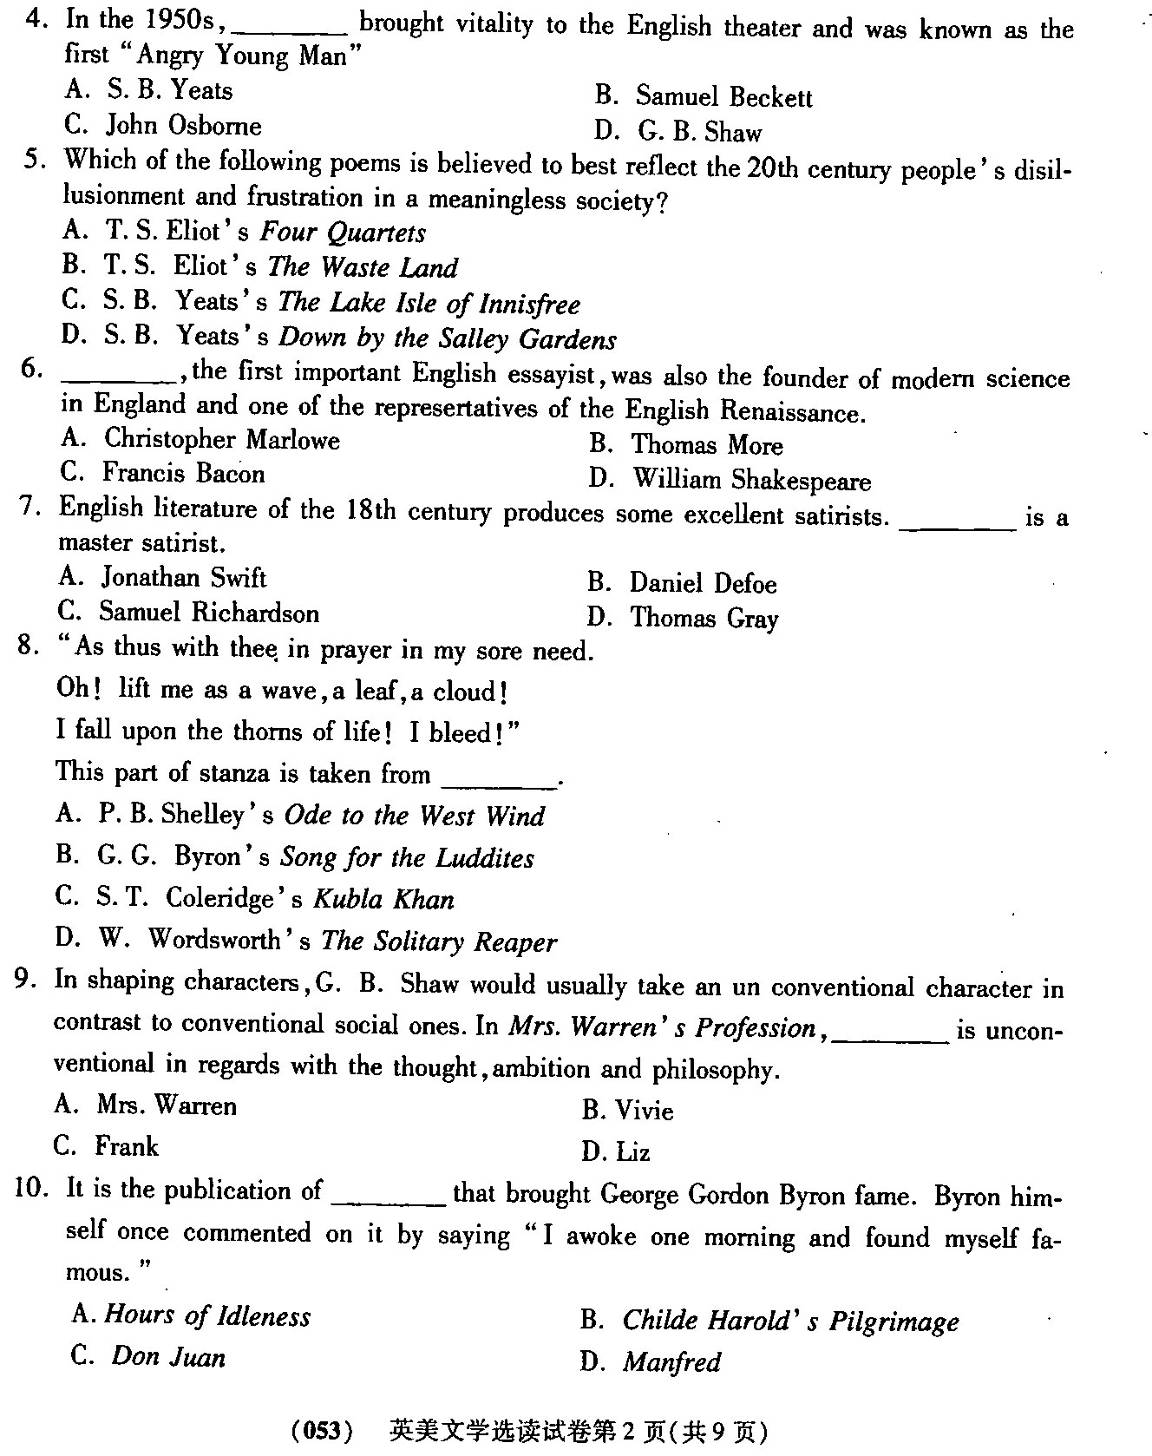 4. In the 1950s,________ brought vitality to the English theater and was known as the
first “Angry Young Man”
A. S. B. Yeats
B. Samuel Beckett
C. John Osborne
D. G. B. Shaw
5. Which of the following poems is believed to best reflect the 20th century people’s disil-
lusionment and frustration in a meaningless society?
A. T. S. Eliot’s Four Quartets
B. T. S. Eliot’s The Waste Land
C. S. B. Yeats’s The Lake Isle of Innisfree
D. S. B. Yeats’s Down by the Salley Gardens
6. ________,the first important English essayist,was also the founder of modern science
in England and one of the represertatives of the English Renaissance.
A. Christopher Marlowe
B. Thomas More
C. Francis Bacon
D. William Shakespeare
7. English literature of the 18th century produces some excellent satirists. ________ is a
master satirist.
A. Jonathan Swift
B. Daniel Defoe
C. Samuel Richardson
D. Thomas Gray
8. “As thus with thee in prayer in my sore need.
Oh! lift me as a wave,a leaf,a cloud!
I fall upon the thorns of life! I bleed!”
This part of stanza is taken from ________.
A. P. B. Shelley’s Ode to the West Wind
B. G. G. Byron’s Song for the Luddites
C. S. T. Coleridge’s Kubla Khan
D. W. Wordsworth’s The Solitary Reaper
9. In shaping characters,G. B. Shaw would usually take an un conventional character in
contrast to conventional social ones. In Mrs. Warren’s Profession,________ is uncon-
ventional in regards with the thought,ambition and philosophy.
A. Mrs. Warren
B. Vivie
C. Frank
D. Liz
10. It is the publication of ________ that brought George Gordon Byron fame. Byron him-
self once commented on it by saying “I awoke one morning and found myself fa-
mous. ”
A. Hours of Idleness
B. Childe Harold’s Pilgrimage
C. Don Juan
D. Manfred
(053) 英美文学选读试卷第 2 页(共 9 页)